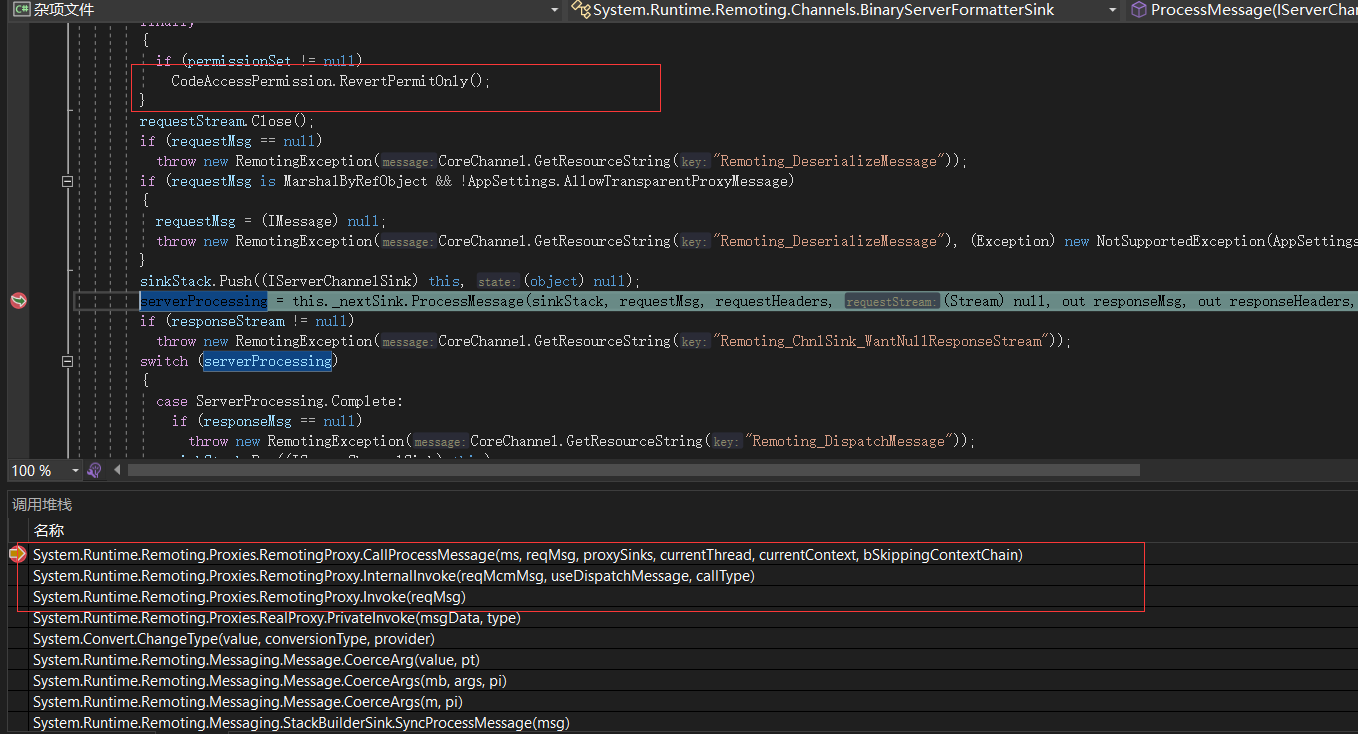 C# 杂项文件
System.Runtime.Remoting.Channels.BinaryServerFormatterSink
ProcessMessage(IServerChar
{
if (permissionSet != null)
CodeAccessPermission.RevertPermitOnly();
}
requestStream.Close();
if (requestMsg == null)
throw new RemotingException(message:CoreChannel.GetResourceString(key:"Remoting_DeserializeMessage"));
if (requestMsg is MarshalByRefObject && !AppSettings.AllowTransparentProxyMessage)
{
requestMsg = (IMessage) null;
throw new RemotingException(message:CoreChannel.GetResourceString(key:"Remoting_DeserializeMessage"), (Exception) new NotSupportedException(AppSettings
}
sinkStack.Push((IServerChannelSink) this, state:(object) null);
serverProcessing = this._nextSink.ProcessMessage(sinkStack, requestMsg, requestHeaders, requestStream:(Stream) null, out responseMsg, out responseHeaders,
if (responseStream != null)
throw new RemotingException(message:CoreChannel.GetResourceString(key:"Remoting_ChnlSink_WantNullResponseStream"));
switch (serverProcessing)
{
case ServerProcessing.Complete:
if (responseMsg == null)
throw new RemotingException(message:CoreChannel.GetResourceString(key:"Remoting_DispatchMessage"));
100 %
调用堆栈
名称
System.Runtime.Remoting.Proxies.RemotingProxy.CallProcessMessage(ms, reqMsg, proxySinks, currentThread, currentContext, bSkippingContextChain)
System.Runtime.Remoting.Proxies.RemotingProxy.InternalInvoke(reqMcmMsg, useDispatchMessage, callType)
System.Runtime.Remoting.Proxies.RemotingProxy.Invoke(reqMsg)
System.Runtime.Remoting.Proxies.RealProxy.PrivateInvoke(msgData, type)
System.Convert.ChangeType(value, conversionType, provider)
System.Runtime.Remoting.Messaging.Message.CoerceArg(value, pt)
System.Runtime.Remoting.Messaging.Message.CoerceArgs(mb, args, pi)
System.Runtime.Remoting.Messaging.Message.CoerceArgs(m, pi)
System.Runtime.Remoting.Messaging.StackBuilderSink.SyncProcessMessage(msg)